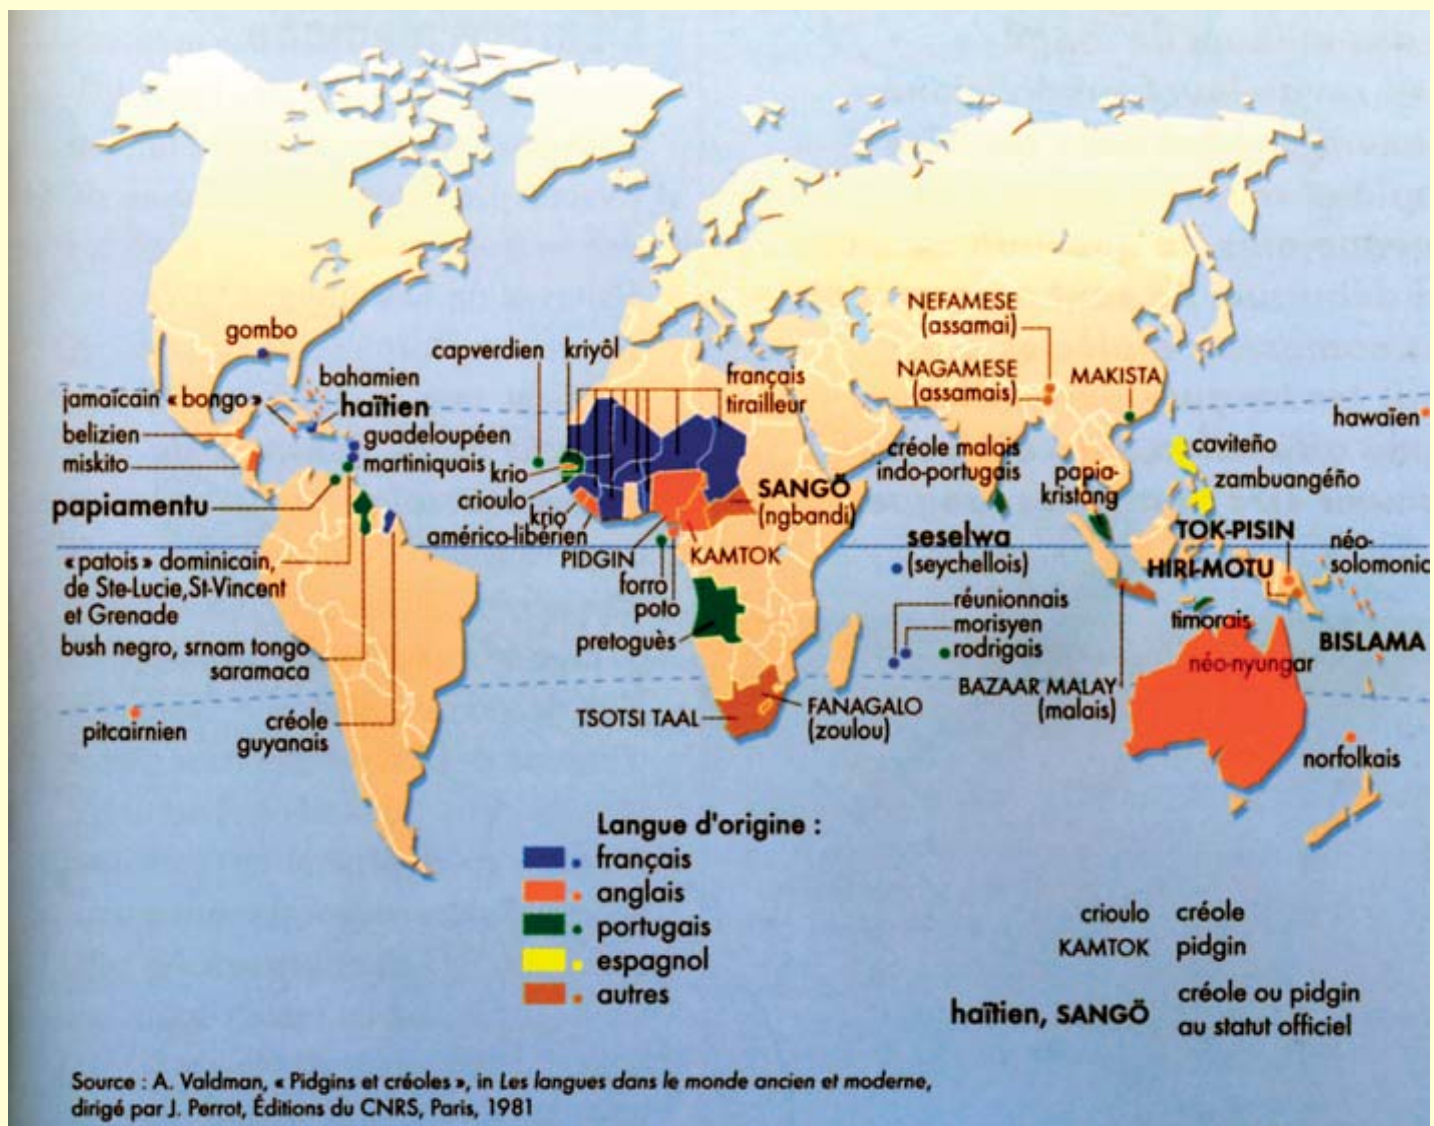 gombo
bahamien
jamaïcain « bongo »
haïtien
belizien
guadeloupéen
miskito
martiniquais
papiamentu
« patois » dominicain,
de Ste-Lucie, St-Vincent
et Grenade
bush negro, srnam tongo
saramaca
pitcairnien
créole
guyanais
capverdien
kriyôl
français
tirailleur
krio
crioulo
krio
américo-libérien
PIDGIN
KAMTOK
SANGÖ
(ngbandi)
forro
poto
pretoguès
TSOTSI TAAL
FANAGALO
(zoulou)
NEFAMESE
(assamai)
NAGAMESE
(assamais)
MAKISTA
hawaïen
créole malais
indo-portugais
papia-
kristang
caviteño
zambuangéño
seselwa
(seychellois)
TOK-PISIN
HIRI-MOTU
néo-
solomonic
réunionnais
morisyen
rodrigais
timorais
BISLAMA
néo-nyungar
BAZAAR MALAY
(malais)
norfolkais
Langue d'origine :
français
anglais
portugais
espagnol
autres
crioulo créole
KAMTOK pidgin
haïtien, SANGÖ créole ou pidgin
au statut officiel
Source : A. Valdman, « Pidgins et créoles », in Les langues dans le monde ancien et moderne,
dirigé par J. Perrot, Éditions du CNRS, Paris, 1981